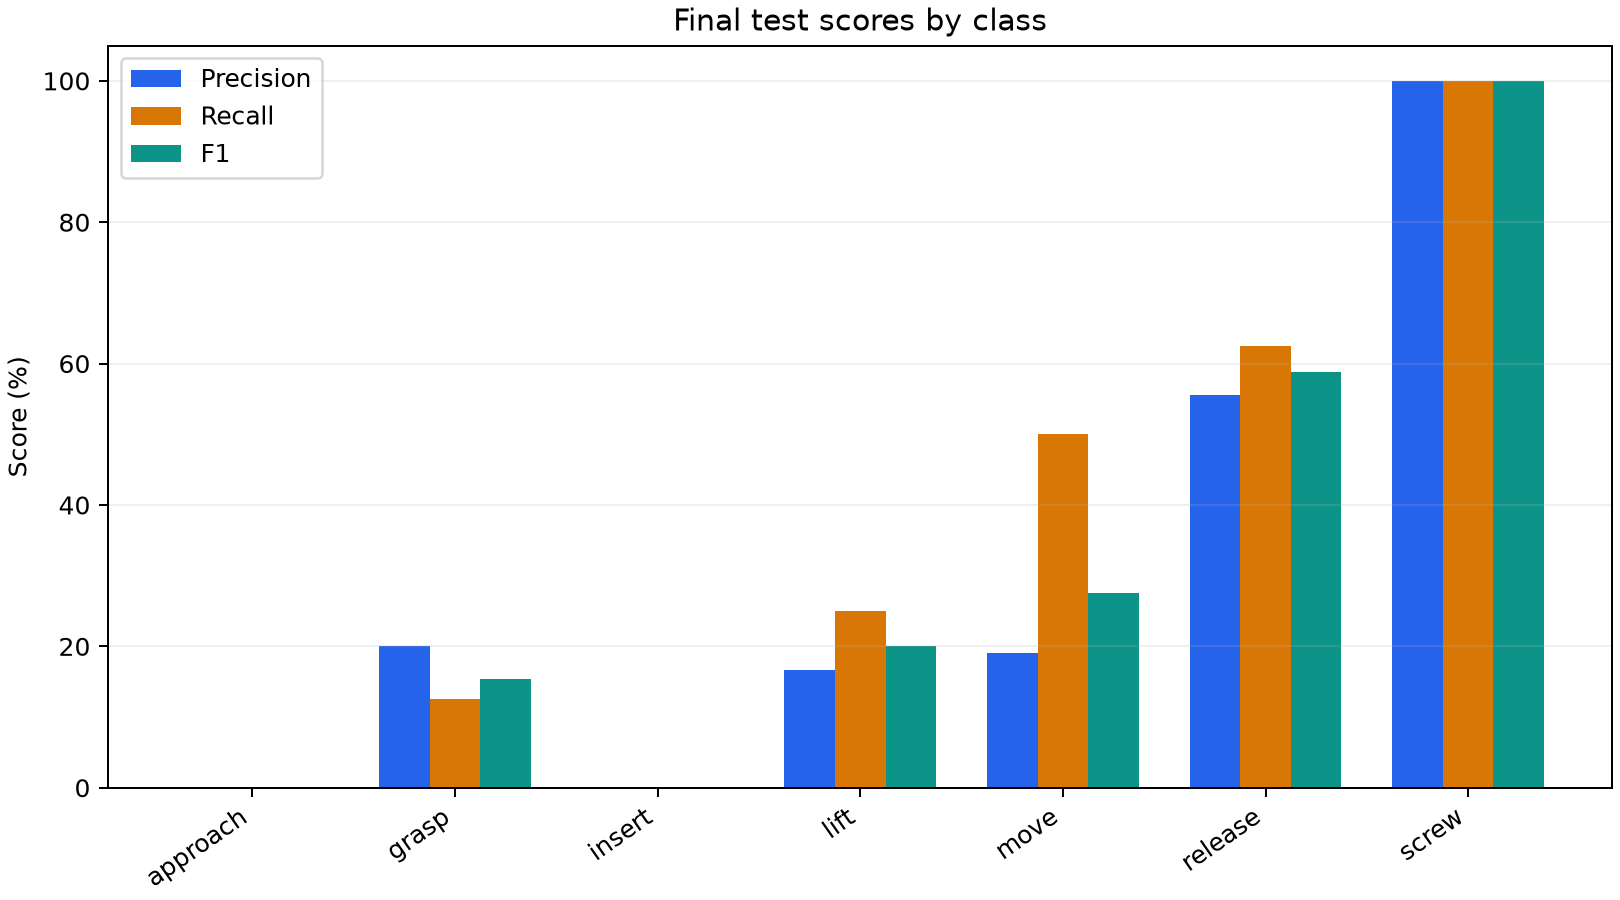 Final test scores by class
Precision
Recall
F1
Score (%)
100
80
60
40
20
0
approach
grasp
insert
lift
move
release
screw